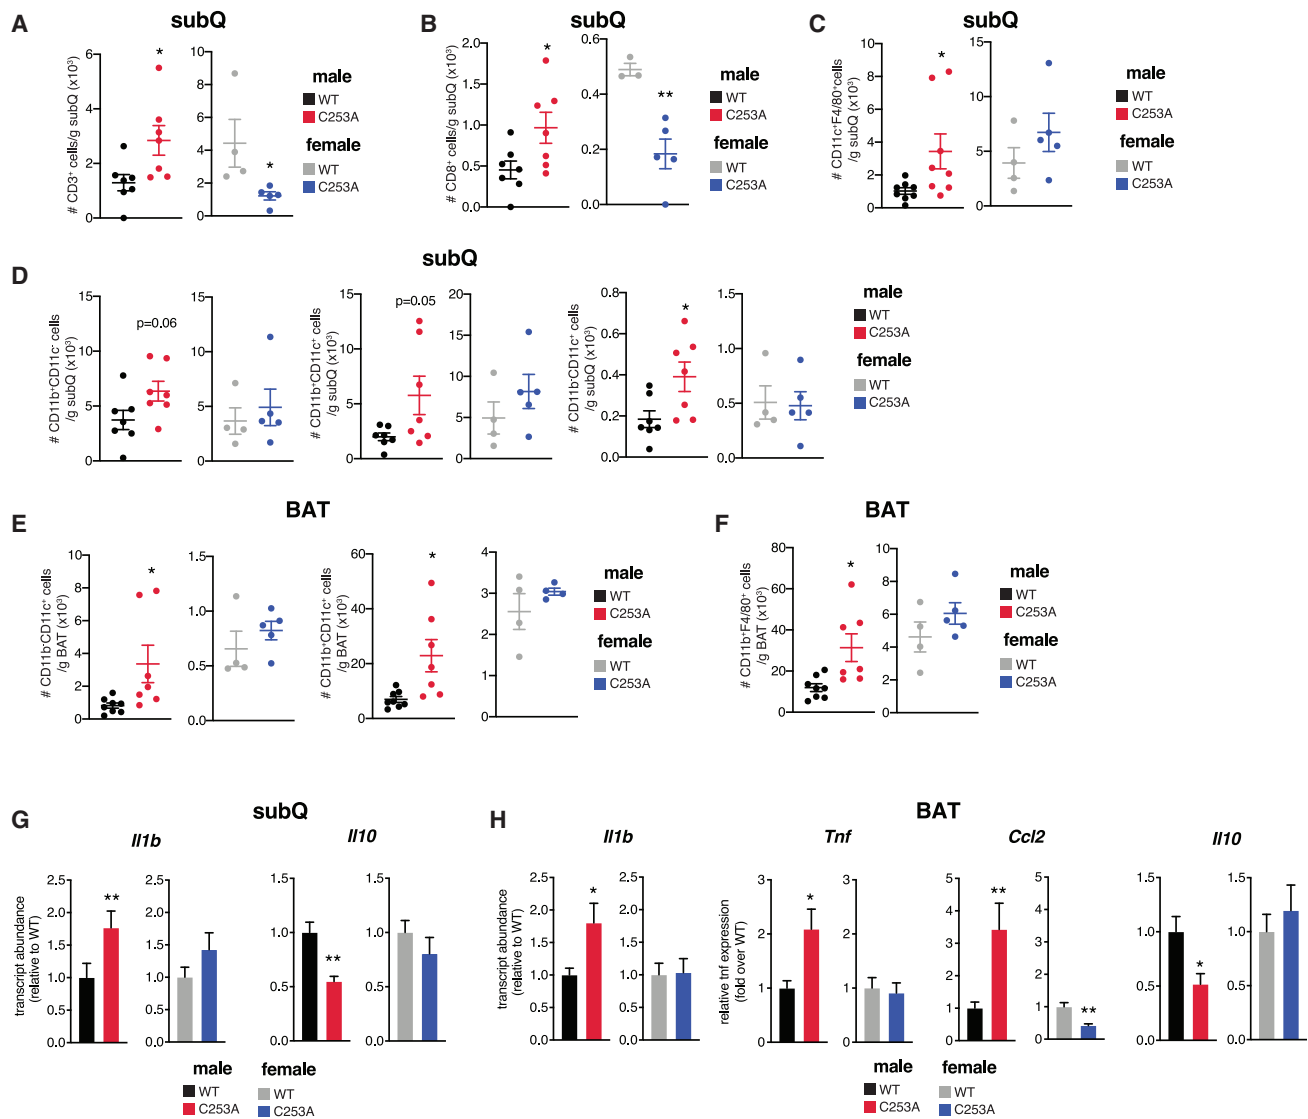 A
subQ
# CD3+ cells/g subQ (x10³)
6
4
2
0
*
10
8
6
4
2
0
*
male
WT
C253A
female
WT
C253A
B
subQ
# CD8+ cells/g subQ (x10³)
2.0
1.5
1.0
0.5
0.0
*
0.6
0.4
0.2
0.0
**
male
WT
C253A
female
WT
C253A
C
subQ
# CD11c+F4/80+cells
/g subQ (x10³)
10
8
6
4
2
0
*
15
10
5
0
D
subQ
# CD11b+CD11c- cells
/g subQ (x10³)
15
10
5
0
p=0.06
15
10
5
0
# CD11b+CD11c+ cells
/g subQ (x10³)
15
10
5
0
p=0.05
20
15
10
5
0
# CD11b-CD11c+ cells
/g subQ (x10³)
0.8
0.6
0.4
0.2
0.0
*
1.5
1.0
0.5
0.0
male
WT
C253A
female
WT
C253A
E
BAT
# CD11b-CD11c+ cells
/g BAT (x10³)
10
8
6
4
2
0
*
1.5
1.0
0.5
0.0
# CD11b+CD11c+ cells
/g BAT (x10³)
60
40
20
0
*
4
3
2
1
0
male
WT
C253A
female
WT
C253A
F
BAT
# CD11b+F4/80+ cells
/g BAT (x10³)
80
60
40
20
0
*
10
8
6
4
2
0
male
WT
C253A
female
WT
C253A
G
subQ
Il1b
transcript abundance
(relative to WT)
2.5
2.0
1.5
1.0
0.5
0.0
**
2.5
2.0
1.5
1.0
0.5
0.0
Il10
1.5
1.0
0.5
0.0
**
1.5
1.0
0.5
0.0
male
WT
C253A
female
WT
C253A
H
BAT
Il1b
transcript abundance
(relative to WT)
2.5
2.0
1.5
1.0
0.5
0.0
*
2.5
2.0
1.5
1.0
0.5
0.0
Tnf
relative tnf expression
(fold over WT)
3
2
1
0
*
3
2
1
0
Ccl2
5
4
3
2
1
0
**
5
4
3
2
1
0
**
Il10
1.5
1.0
0.5
0.0
*
1.5
1.0
0.5
0.0
male
WT
C253A
female
WT
C253A